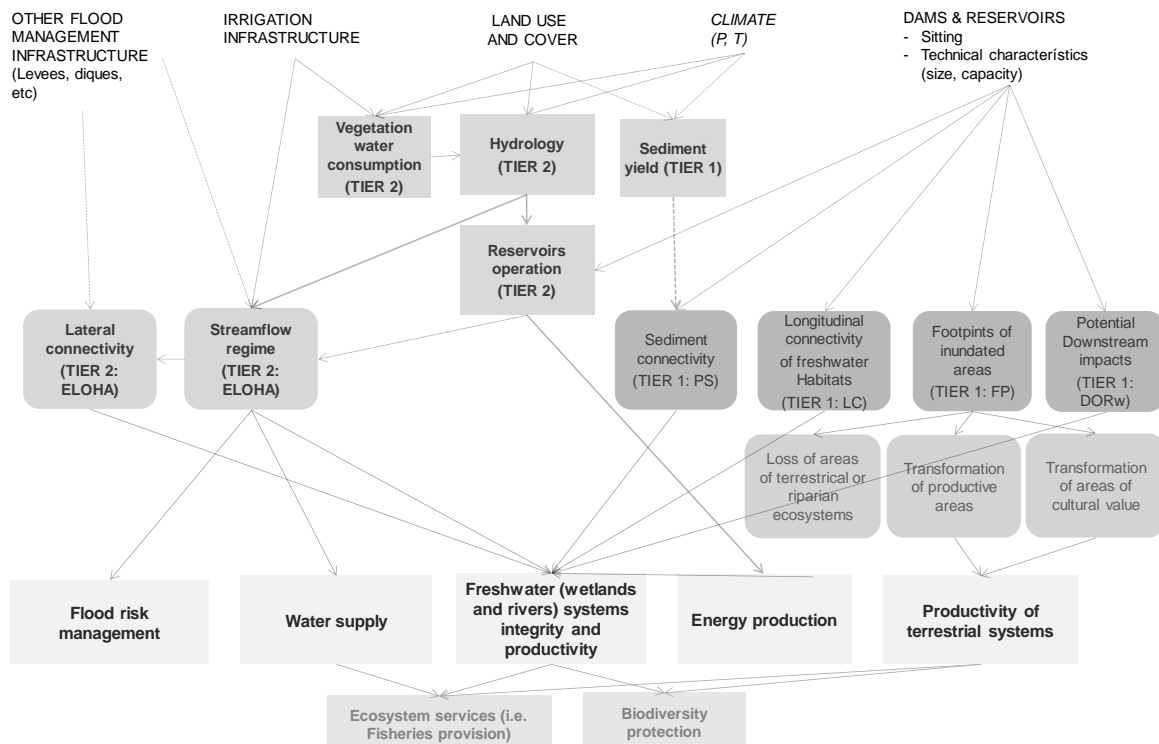 OTHER FLOOD
MANAGEMENT
INFRASTRUCTURE
(Levees, diques,
etc)
IRRIGATION
INFRASTRUCTURE
LAND USE
AND COVER
CLIMATE
(P, T)
DAMS & RESERVOIRS
- Sitting
- Technical characterístics
(size, capacity)
Vegetation
water
consumption
(TIER 2)
Hydrology
(TIER 2)
Sediment
yield (TIER 1)
Reservoirs
operation
(TIER 2)
Lateral
connectivity
(TIER 2:
ELOHA)
Streamflow
regime
(TIER 2:
ELOHA)
Sediment
connectivity
(TIER 1: PS)
Longitudinal
connectivity
of freshwater
Habitats
(TIER 1: LC)
Footpints of
inundated
areas
(TIER 1: FP)
Potential
Downstream
impacts
(TIER 1:
DORw)
Loss of areas
of terrestrical or
riparian
ecosystems
Transformation
of productive
areas
Transformation
of areas of
cultural value
Flood risk
management
Water supply
Freshwater (wetlands
and rivers) systems
integrity and
productivity
Energy production
Productivity of
terrestrial systems
Ecosystem services (i.e.
Fisheries provision)
Biodiversity
protection